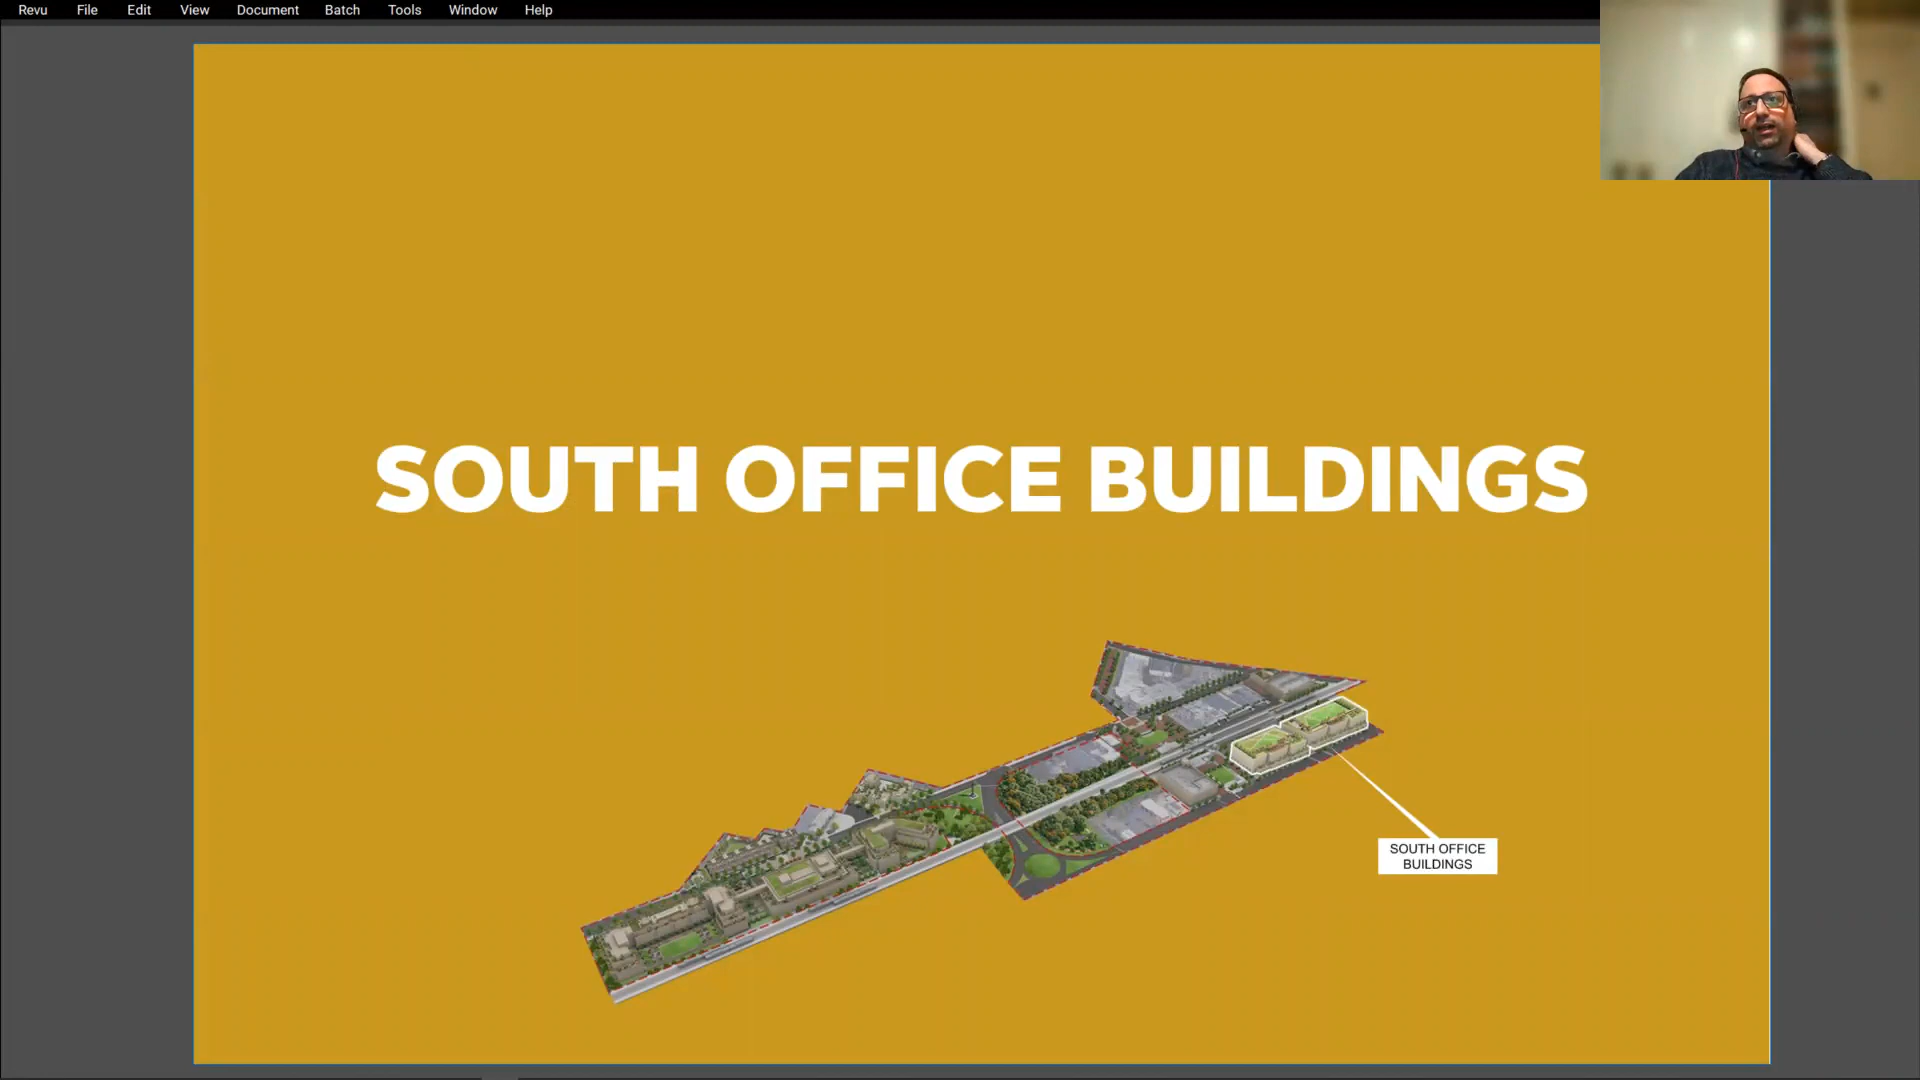 Revu File Edit View Document Batch Tools Window Help
SOUTH OFFICE BUILDINGS
SOUTH OFFICE
BUILDINGS